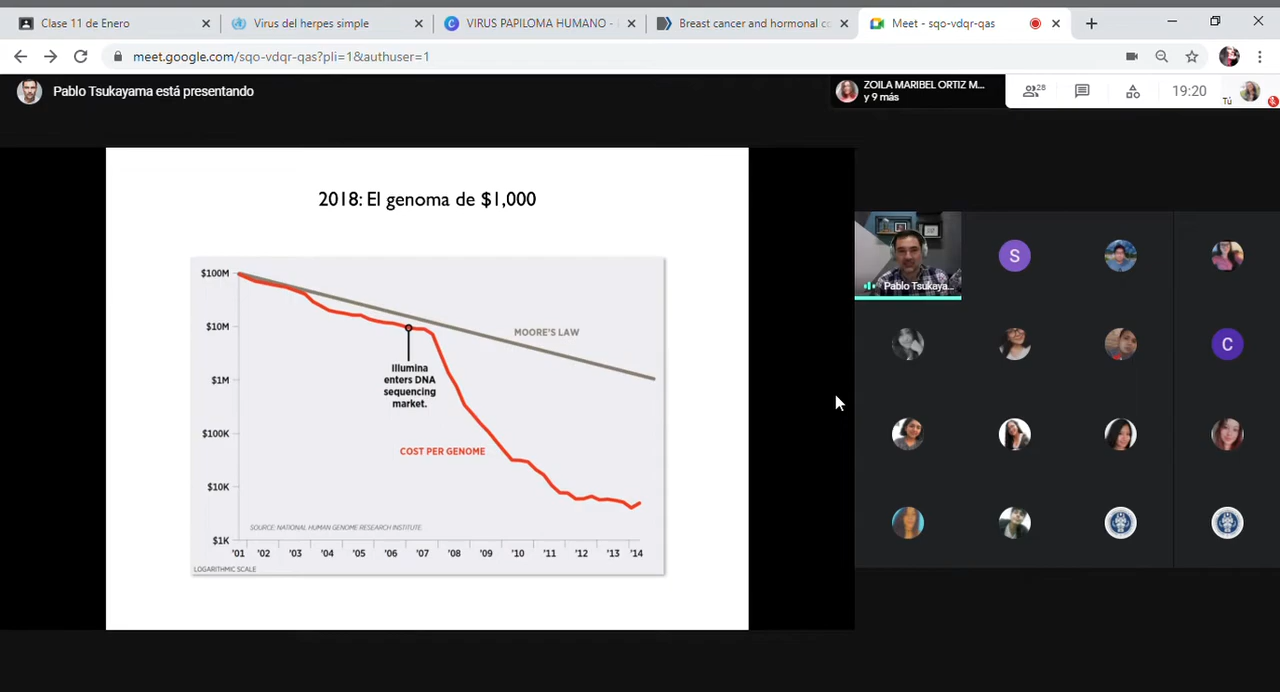 Clase 11 de Enero
Virus del herpes simple
VIRUS PAPILOMA HUMANO -
Breast cancer and hormonal co
Meet - sqo-vdqr-qas
meet.google.com/sqo-vdqr-qas?pli=1&authuser=1
Pablo Tsukayama está presentando
ZOILA MARIBEL ORTIZ M...
y 9 más
28
19:20
Tú
2018: El genoma de $1,000
$100M
$10M
$1M
$100K
$10K
$1K
MOORE'S LAW
Illumina
enters DNA
sequencing
market.
COST PER GENOME
SOURCE: NATIONAL HUMAN GENOME RESEARCH INSTITUTE
'01 '02 '03 '04 '05 '06 '07 '08 '09 '10 '11 '12 '13 '14
LOGARITHMIC SCALE
Pablo Tsukaya...
S
C